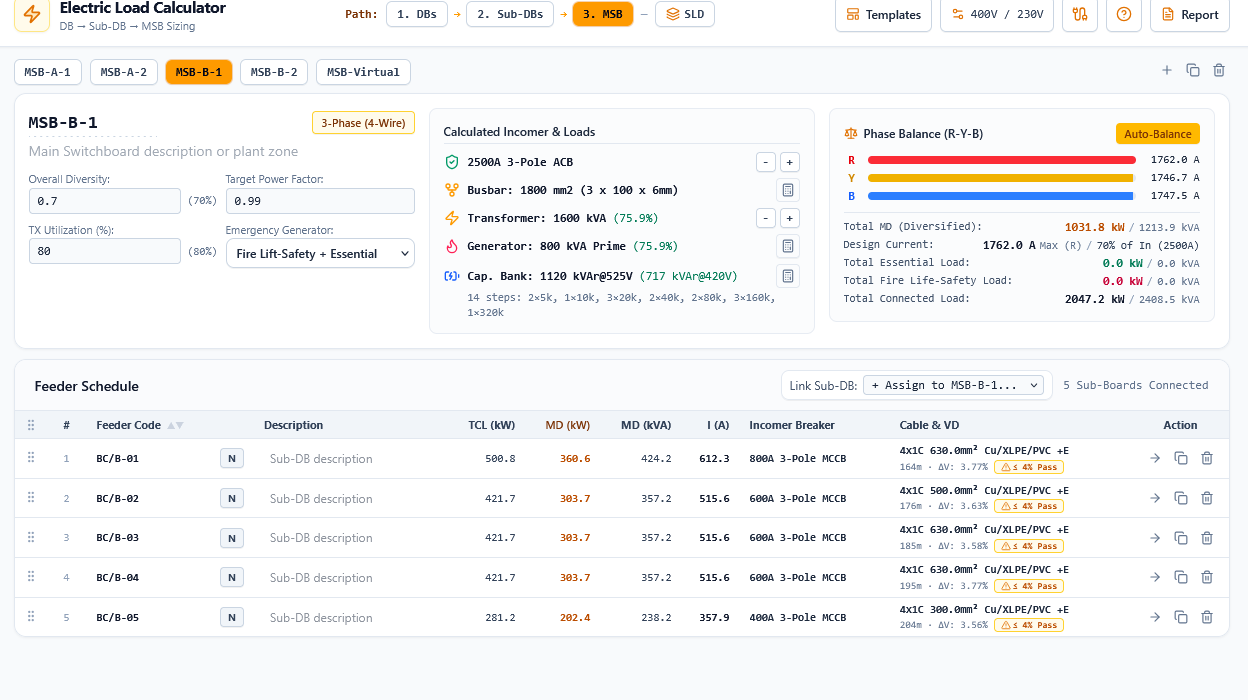 Electric Load Calculator
DB → Sub-DB → MSB Sizing
Path: 1. DBs → 2. Sub-DBs → 3. MSB — SLD
Templates 400V / 230V Report
MSB-A-1 MSB-A-2 MSB-B-1 MSB-B-2 MSB-Virtual
MSB-B-1 3-Phase (4-Wire)
Main Switchboard description or plant zone
Overall Diversity: Target Power Factor:
0.7 (70%) 0.99
TX Utilization (%): Emergency Generator:
80 (80%) Fire Lift-Safety + Essential
Calculated Incomer & Loads
2500A 3-Pole ACB - +
Busbar: 1800 mm2 (3 x 100 x 6mm)
Transformer: 1600 kVA (75.9%) - +
Generator: 800 kVA Prime (75.9%)
Cap. Bank: 1120 kVAr@525V (717 kVAr@420V)
14 steps: 2×5k, 1×10k, 3×20k, 2×40k, 2×80k, 3×160k,
1×320k
Phase Balance (R-Y-B) Auto-Balance
R 1762.0 A
Y 1746.7 A
B 1747.5 A
Total MD (Diversified): 1031.8 kW / 1213.9 kVA
Design Current: 1762.0 A Max (R) / 70% of In (2500A)
Total Essential Load: 0.0 kW / 0.0 kVA
Total Fire Life-Safety Load: 0.0 kW / 0.0 kVA
Total Connected Load: 2047.2 kW / 2408.5 kVA
Feeder Schedule Link Sub-DB: + Assign to MSB-B-1... 5 Sub-Boards Connected
# Feeder Code ▲▼ Description TCL (kW) MD (kW) MD (kVA) I (A) Incomer Breaker Cable & VD Action
1 BC/B-01 N Sub-DB description 500.8 360.6 424.2 612.3 800A 3-Pole MCCB 4x1C 630.0mm² Cu/XLPE/PVC +E
164m · ΔV: 3.77% ⚠ ≤ 4% Pass
2 BC/B-02 N Sub-DB description 421.7 303.7 357.2 515.6 600A 3-Pole MCCB 4x1C 500.0mm² Cu/XLPE/PVC +E
176m · ΔV: 3.63% ⚠ ≤ 4% Pass
3 BC/B-03 N Sub-DB description 421.7 303.7 357.2 515.6 600A 3-Pole MCCB 4x1C 630.0mm² Cu/XLPE/PVC +E
185m · ΔV: 3.58% ⚠ ≤ 4% Pass
4 BC/B-04 N Sub-DB description 421.7 303.7 357.2 515.6 600A 3-Pole MCCB 4x1C 630.0mm² Cu/XLPE/PVC +E
195m · ΔV: 3.77% ⚠ ≤ 4% Pass
5 BC/B-05 N Sub-DB description 281.2 202.4 238.2 357.9 400A 3-Pole MCCB 4x1C 300.0mm² Cu/XLPE/PVC +E
204m · ΔV: 3.56% ⚠ ≤ 4% Pass